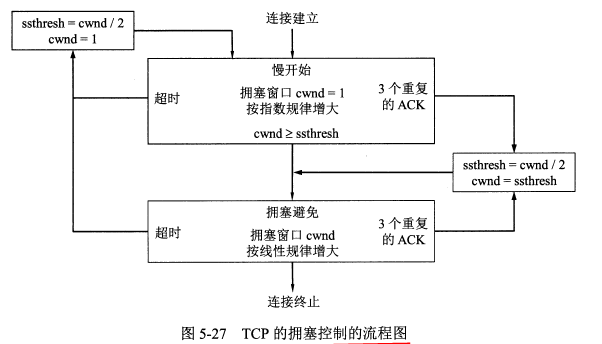 连接建立
ssthresh = cwnd / 2
cwnd = 1
慢开始
超时
拥塞窗口 cwnd = 1
按指数规律增大
3 个重复
的 ACK
cwnd ≥ ssthresh
ssthresh = cwnd / 2
cwnd = ssthresh
拥塞避免
超时
拥塞窗口 cwnd
按线性规律增大
3 个重复
的 ACK
连接终止
图 5-27 TCP 的拥塞控制的流程图